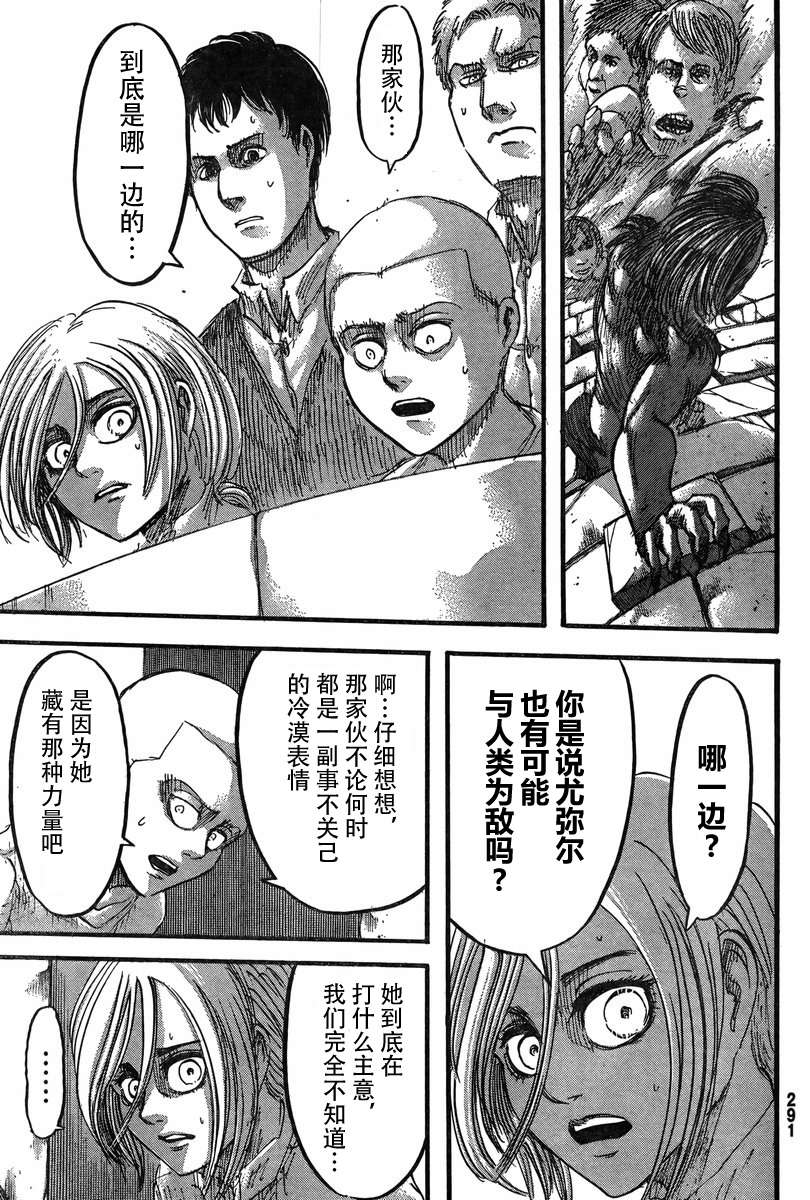 那家伙…
到底是哪一边的…
哪一边？
你是说尤弥尔
也有可能
与人类为敌吗？
啊…仔细想想,
那家伙不论何时
都是一副事不关己
的冷漠表情
是因为她
藏有那种力量吧
她到底在
打什么主意,
我们完全不知道…
……
291